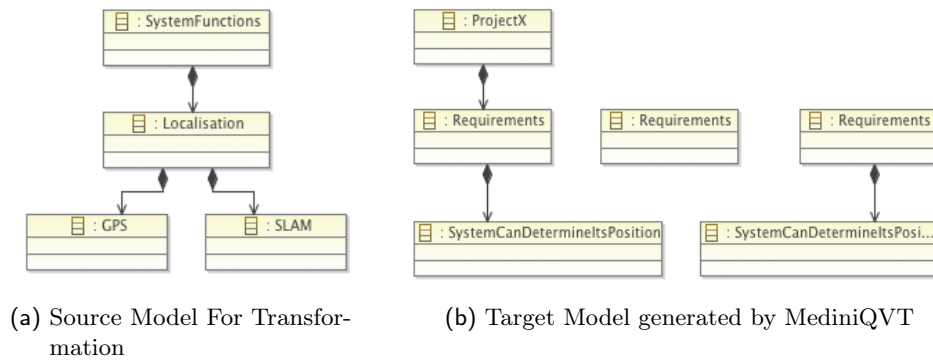 : SystemFunctions
: Localisation
: GPS
: SLAM
(a) Source Model For Transfor-
mation
: ProjectX
: Requirements
: Requirements
: Requirements
: SystemCanDetermineItsPosition
: SystemCanDetermineItsPosi...
(b) Target Model generated by MediniQVT